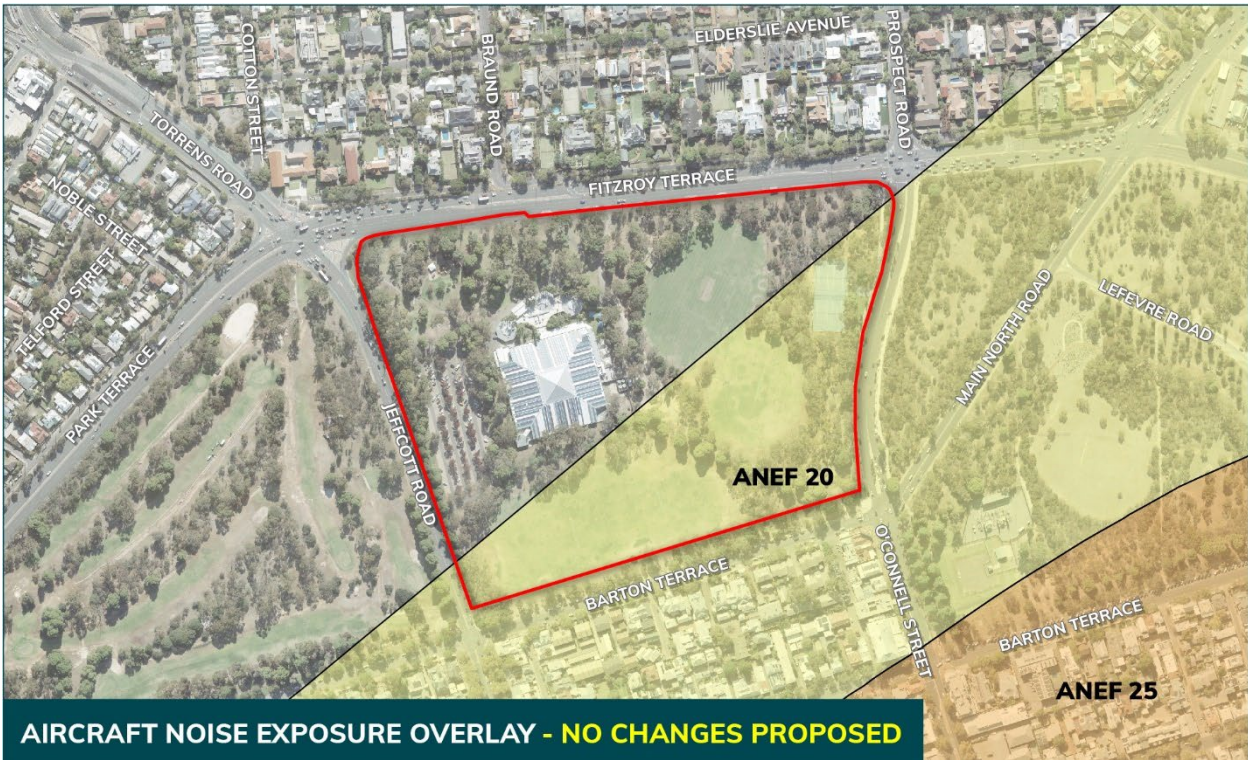 ELDERSLIE AVENUE
PROSPECT ROAD
COTTON STREET
BRAUND ROAD
TORRENS ROAD
FITZROY TERRACE
NOBLE STREET
TELFORD STREET
PARK TERRACE
JEFFCOTT ROAD
MAIN NORTH ROAD
LEFEVRE ROAD
ANEF 20
O'CONNELL STREET
BARTON TERRACE
BARTON TERRACE
ANEF 25
AIRCRAFT NOISE EXPOSURE OVERLAY - NO CHANGES PROPOSED